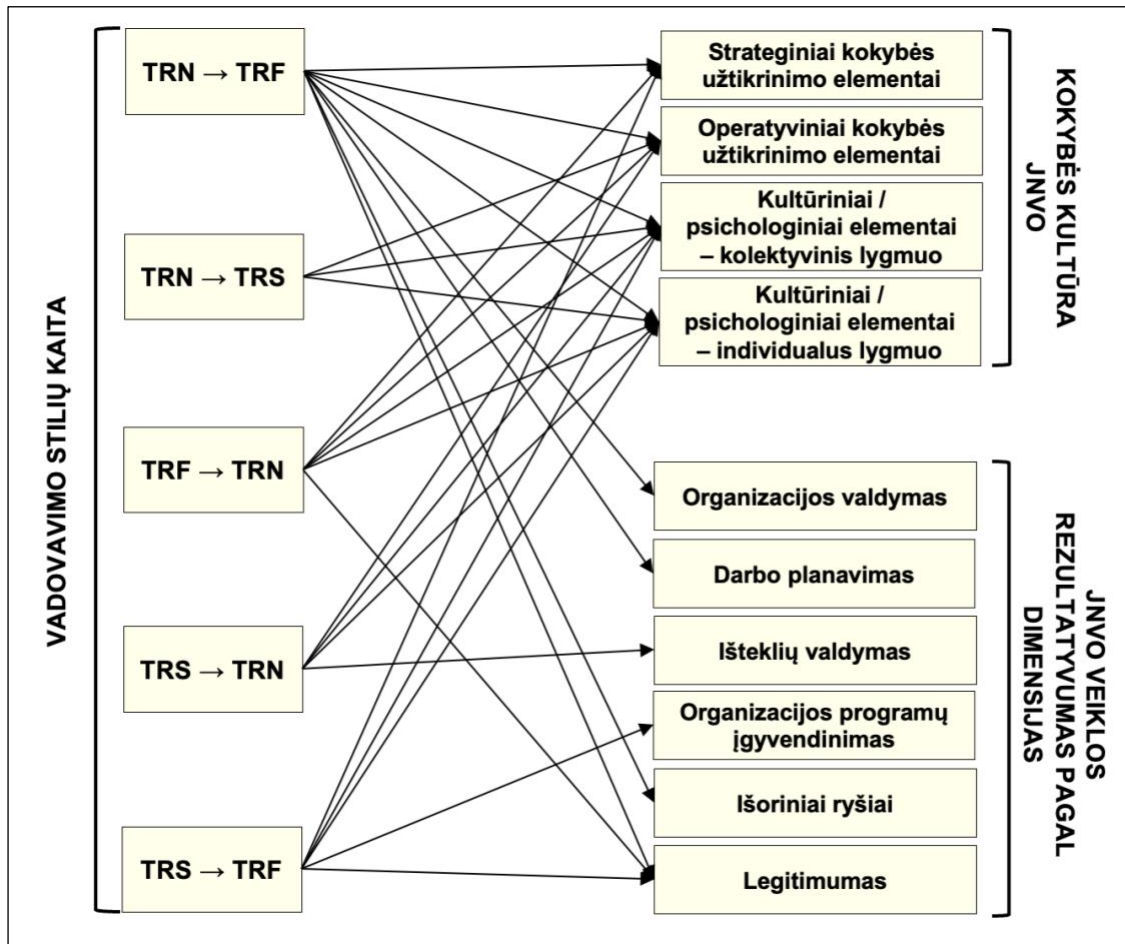 VADOVAVIMO STILIŲ KAITA
TRN → TRF
TRN → TRS
TRF → TRN
TRS → TRN
TRS → TRF
Strateginiai kokybės
užtikrinimo elementai
Operatyviniai kokybės
užtikrinimo elementai
Kultūriniai /
psichologiniai elementai
– kolektyvinis lygmuo
Kultūriniai /
psichologiniai elementai
– individualus lygmuo
KOKYBĖS KULTŪRA
JNVO
Organizacijos valdymas
Darbo planavimas
Išteklių valdymas
Organizacijos programų
įgyvendinimas
Išoriniai ryšiai
Legitimumas
JNVO VEIKLOS
REZULTATYVUMAS PAGAL
DIMENSIJAS